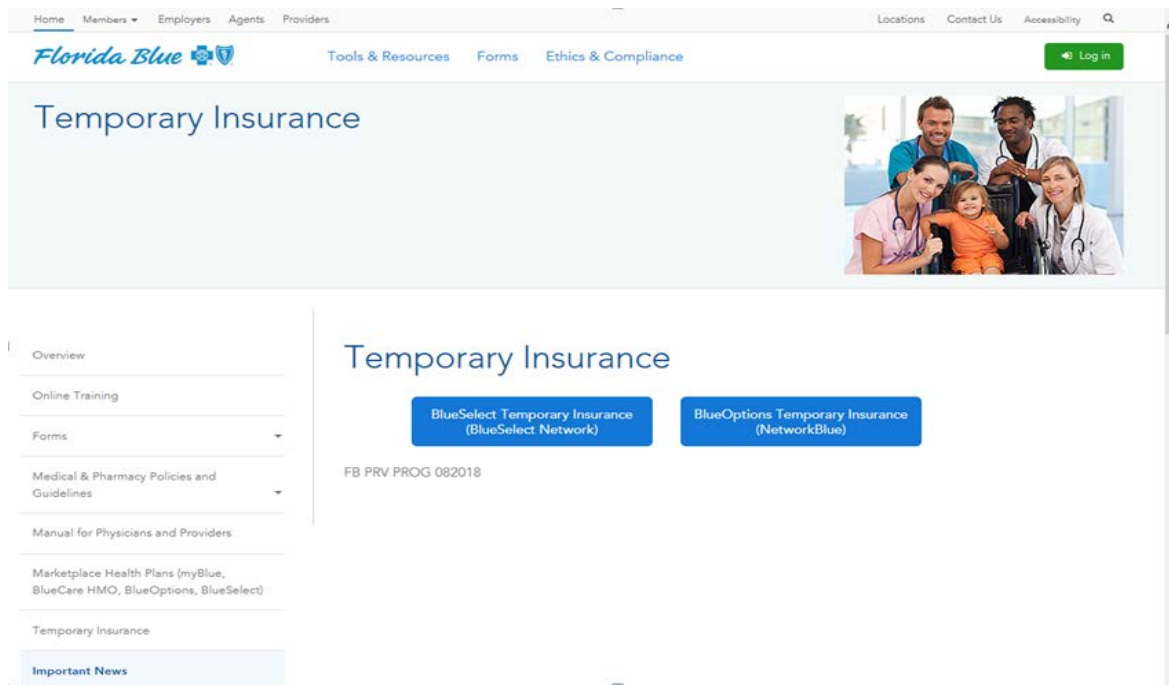 Home Members Employers Agents Providers Locations Contact Us Accessibility
Florida Blue Tools & Resources Forms Ethics & Compliance Log in
Temporary Insurance
Overview
Online Training
Forms
Medical & Pharmacy Policies and
Guidelines
Manual for Physicians and Providers
Marketplace Health Plans (myBlue,
BlueCare HMO, BlueOptions, BlueSelect)
Temporary Insurance
Important News
Temporary Insurance
BlueSelect Temporary Insurance
(BlueSelect Network)
BlueOptions Temporary Insurance
(NetworkBlue)
FB PRV PROG 082018